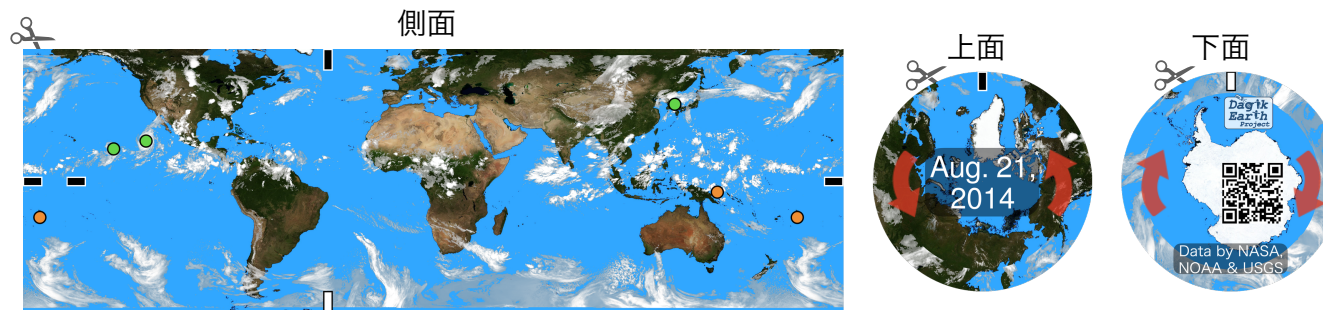 側面
上面
下面
Aug. 21,
2014
Dagik
Earth
Project
Data by NASA,
NOAA & USGS